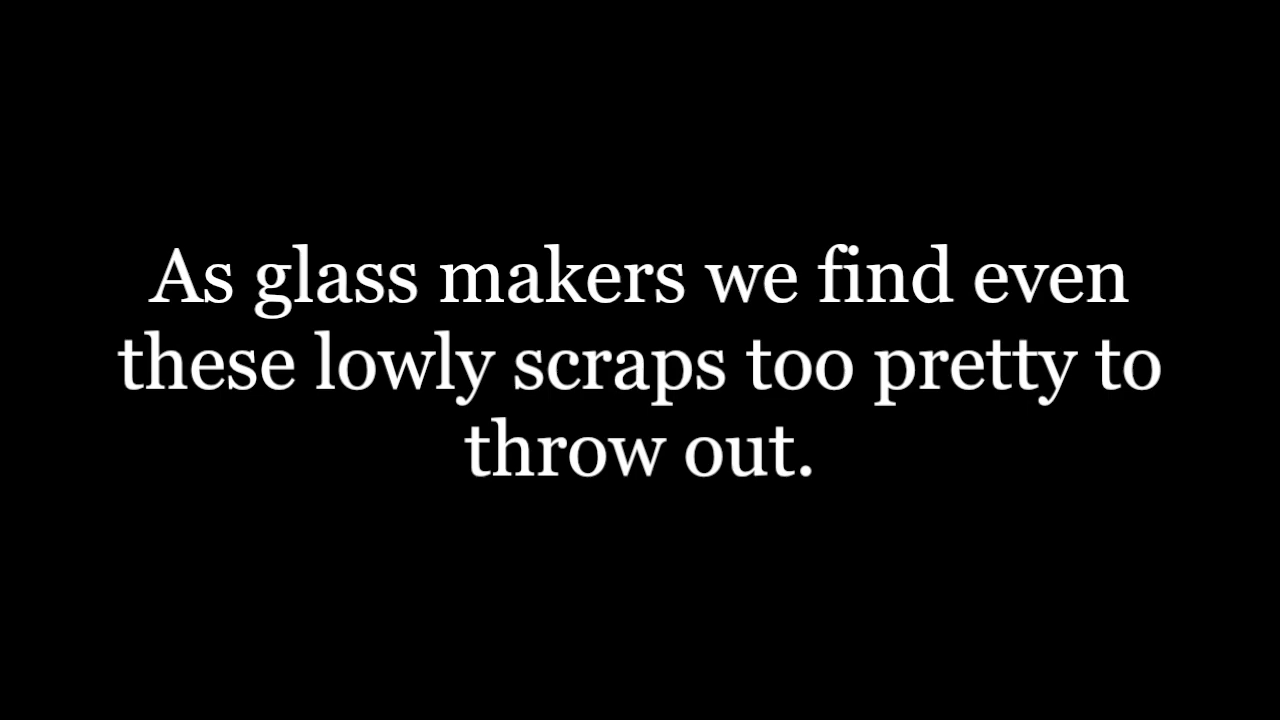 As glass makers we find even
these lowly scraps too pretty to
throw out.